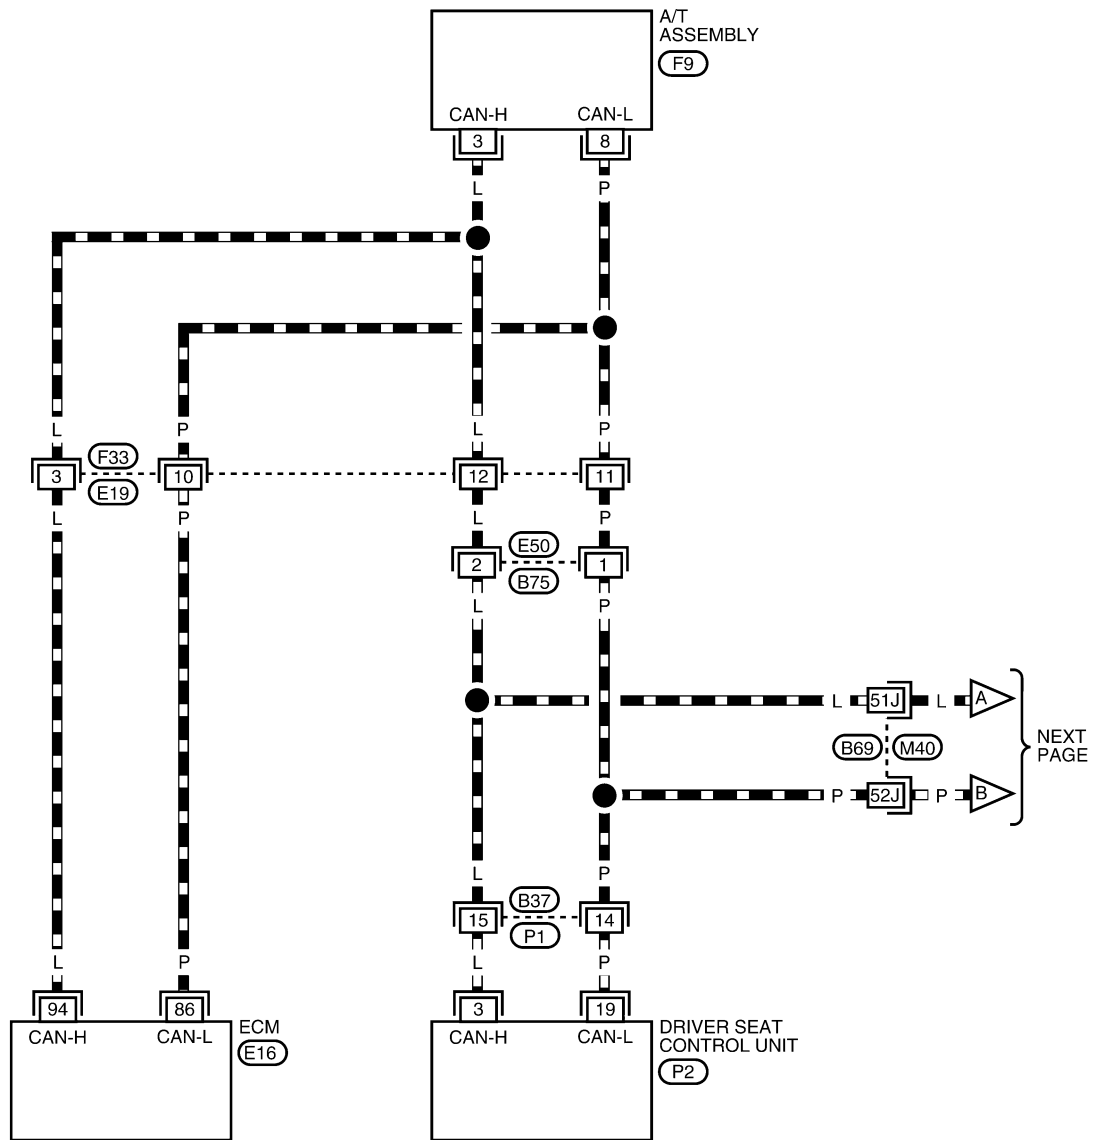 A/T
ASSEMBLY
F9
CAN-H CAN-L
3 8
L P
L P L P
F33
3 10 12 11
E19
L P L P
E50
2 1
B75
L P
L 51J L A
B69 M40
NEXT
PAGE
P 52J P B
L P
B37
15 14
P1
L P L P
94 86 3 19
CAN-H CAN-L ECM CAN-H CAN-L DRIVER SEAT
CONTROL UNIT
E16
P2